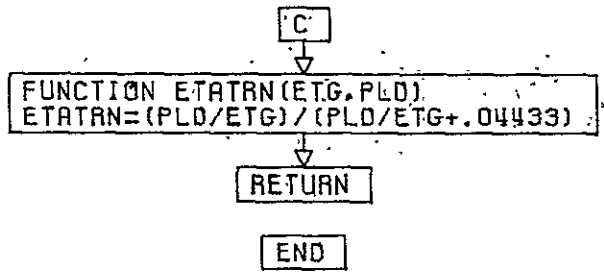 C
FUNCTION ETATRN(ETG,PLD)
ETATRN=(PLD/ETG)/(PLD/ETG+.04433)
RETURN
END